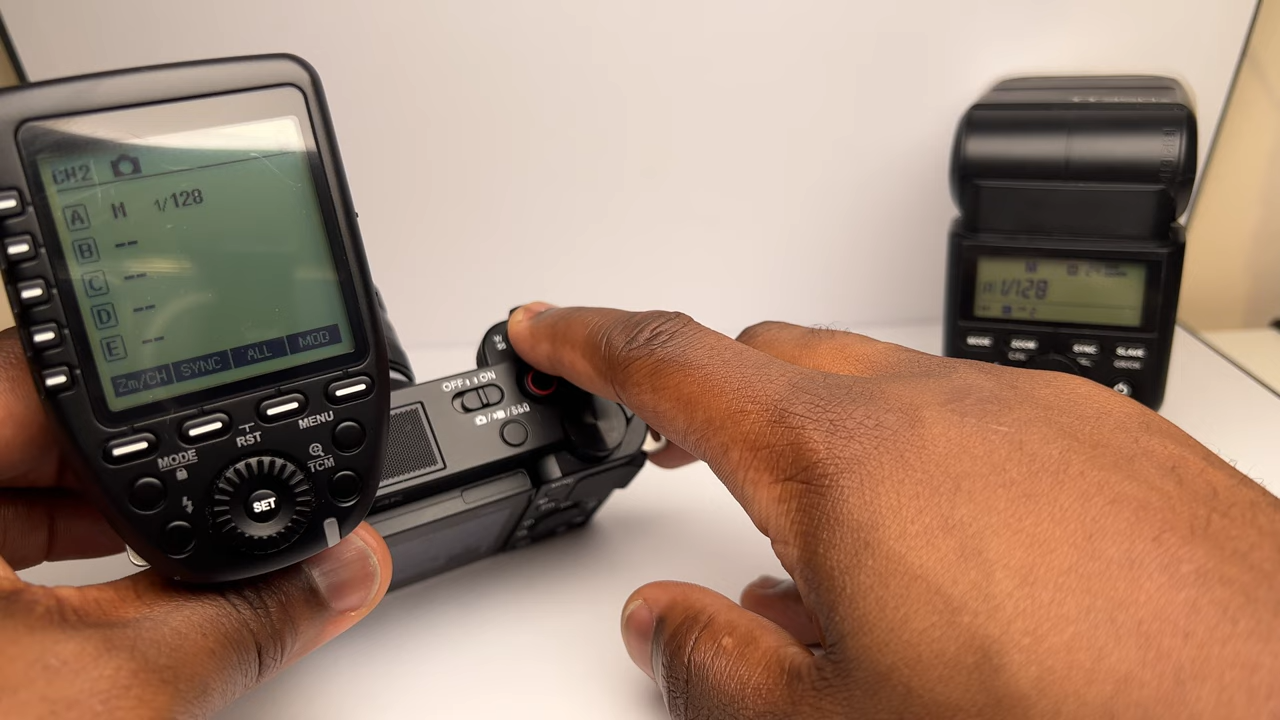 CH2
A M 1/128
B --
C --
D --
E --
Zm/CH SYNC ALL MOD
MODE
RST
MENU
TCM
SET
OFF ON
/S&Q
W
1/128
MODE ZOOM SYNC SLAVE